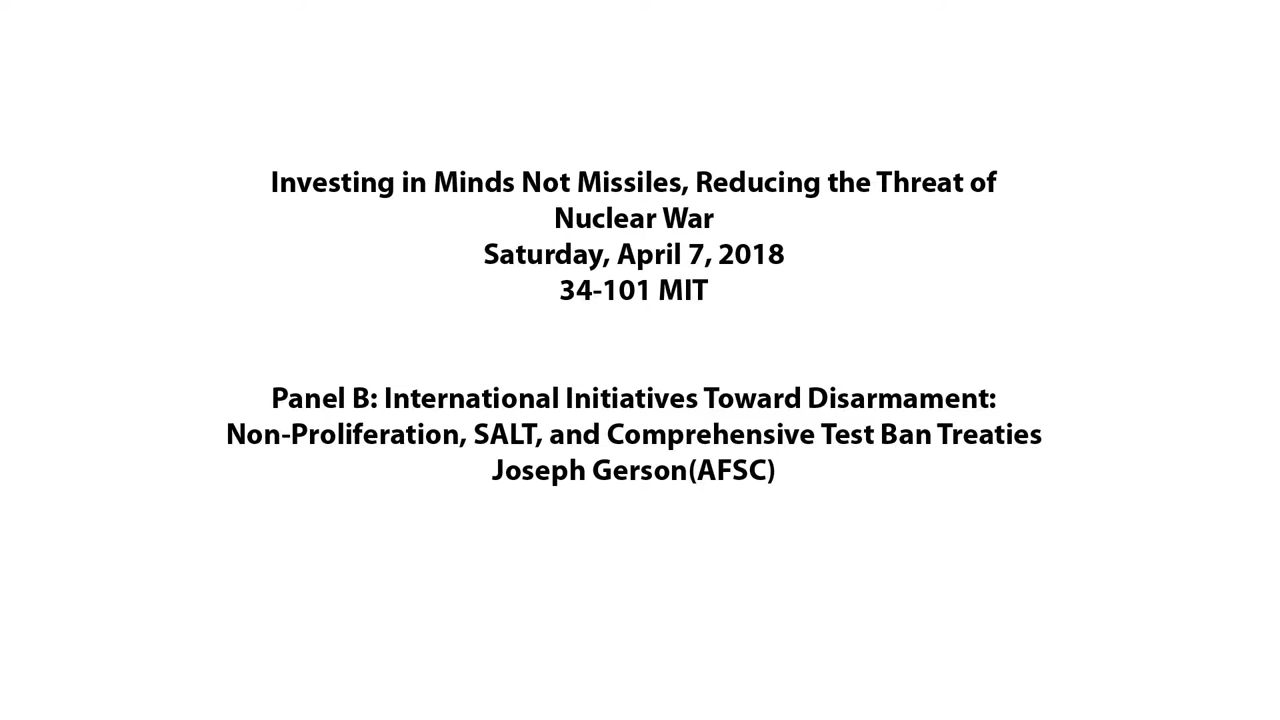 Investing in Minds Not Missiles, Reducing the Threat of
Nuclear War
Saturday, April 7, 2018
34-101 MIT
Panel B: International Initiatives Toward Disarmament:
Non-Proliferation, SALT, and Comprehensive Test Ban Treaties
Joseph Gerson(AFSC)